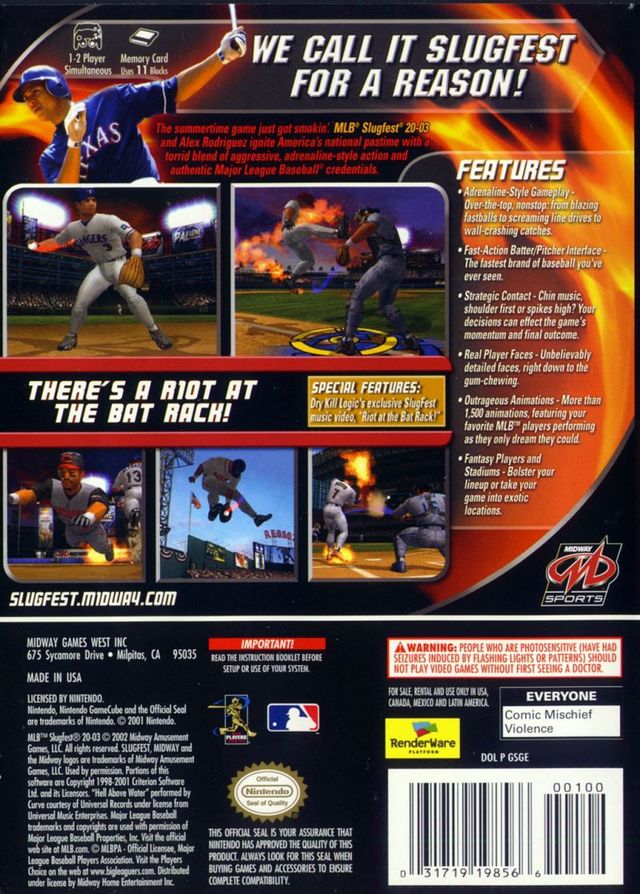 1-2 Player
Simultaneous
Memory Card
Uses 11 Blocks
WE CALL IT SLUGFEST
FOR A REASON!
TEXAS
The summertime game just got smokin'. MLB® Slugfest® 20-03
and Alex Rodriguez ignite America's national pastime with a
torrid blend of aggressive, adrenaline-style action and
authentic Major League Baseball® credentials.
FEATURES
• Adrenaline-Style Gameplay -
Over-the-top, nonstop: from blazing
fastballs to screaming line drives to
wall-crashing catches.
• Fast-Action Batter/Pitcher Interface -
The fastest brand of baseball you've
ever seen.
• Strategic Contact - Chin music,
shoulder first or spikes high? Your
decisions can effect the game's
momentum and final outcome.
• Real Player Faces - Unbelievably
detailed faces, right down to the
gum-chewing.
• Outrageous Animations - More than
1,500 animations, featuring your
favorite MLB™ players performing
as they only dream they could.
• Fantasy Players and
Stadiums - Bolster your
lineup or take your
game into exotic
locations.
RANGERS
3
THERE'S A RIOT AT
THE BAT RACK!
SPECIAL FEATURES:
Dry Kill Logic's exclusive SlugFest
music video, "Riot at the Bat Rack!"
13
REDSO
7
SLUGFEST.MIDWAY.COM
MIDWAY
SPORTS
MIDWAY GAMES WEST INC
675 Sycamore Drive • Milpitas, CA 95035
MADE IN USA
LICENSED BY NINTENDO.
Nintendo, Nintendo GameCube and the Official Seal
are trademarks of Nintendo. © 2001 Nintendo.
MLB™ Slugfest® 20-03 © 2002 Midway Amusement
Games, LLC. All rights reserved. SLUGFEST, MIDWAY and
the Midway logos are trademarks of Midway Amusement
Games, LLC. Used by permission. Portions of this
software are Copyright 1998-2001 Criterion Software
Ltd. and its Licensors. "Hell Above Water" performed by
Curve courtesy of Universal Records under license from
Universal Music Enterprises. Major League Baseball
trademarks and copyrights are used with permission of
Major League Baseball Properties, Inc. Visit the official
web site at MLB.com. © MLBPA - Official Licensee, Major
League Baseball Players Association. Visit the Players
Choice on the web at www.bigleaguers.com. Distributed
under license by Midway Home Entertainment Inc.
IMPORTANT!
READ THE INSTRUCTION BOOKLET BEFORE
SETUP OR USE OF YOUR SYSTEM.
PLAYERS
Official
Nintendo
Seal of Quality
THIS OFFICIAL SEAL IS YOUR ASSURANCE THAT
NINTENDO HAS APPROVED THE QUALITY OF THIS
PRODUCT. ALWAYS LOOK FOR THIS SEAL WHEN
BUYING GAMES AND ACCESSORIES TO ENSURE
COMPLETE COMPATIBILITY.
WARNING: PEOPLE WHO ARE PHOTOSENSITIVE (HAVE HAD
SEIZURES INDUCED BY FLASHING LIGHTS OR PATTERNS) SHOULD
NOT PLAY VIDEO GAMES WITHOUT FIRST SEEING A DOCTOR.
FOR SALE, RENTAL AND USE ONLY IN USA,
CANADA, MEXICO AND LATIN AMERICA.
EVERYONE
Comic Mischief
Violence
RenderWare
PLATFORM
DOL P GSGE
00100
0 31719 19856 6